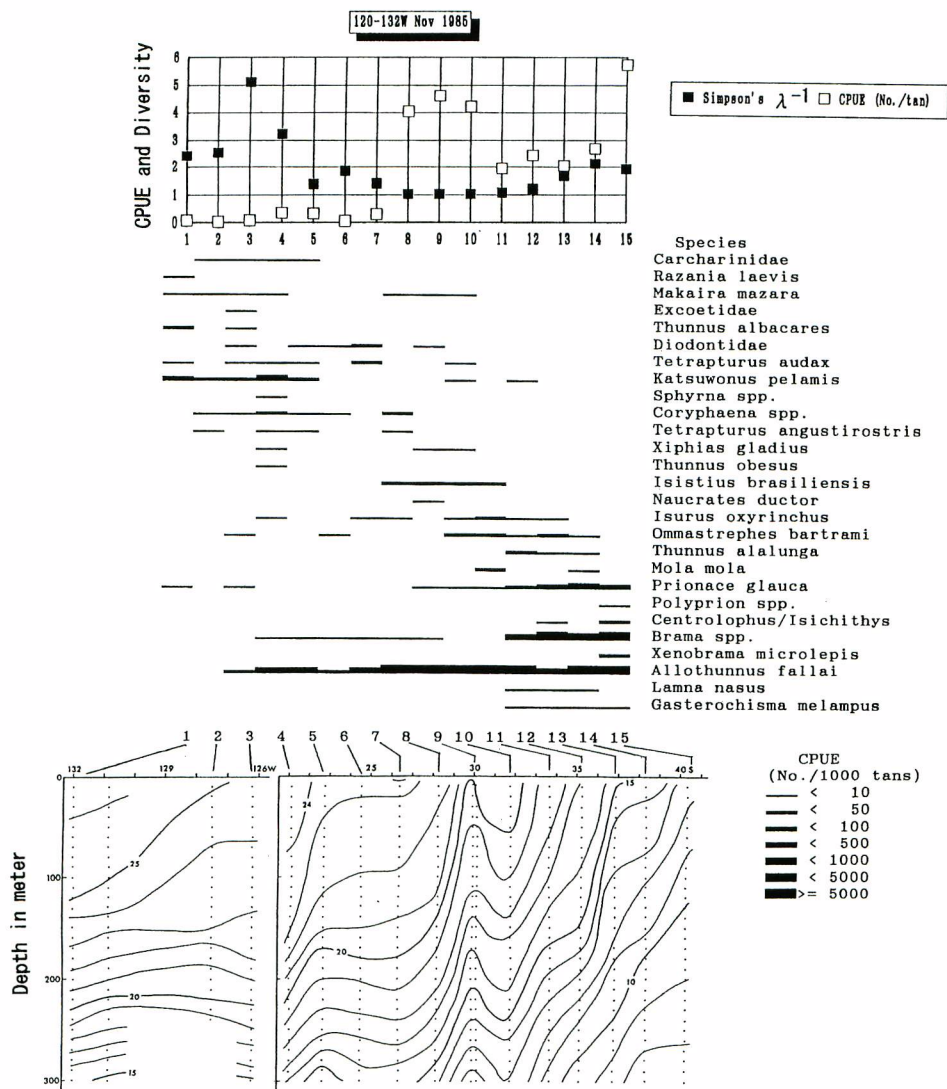 120-132W Nov 1985
CPUE and Diversity
6
5
4
3
2
1
0
■ Simpson's λ⁻¹ □ CPUE (No./tan)
1 2 3 4 5 6 7 8 9 10 11 12 13 14 15
Species
Carcharinidae
Razania laevis
Makaira mazara
Excoetidae
Thunnus albacares
Diodontidae
Tetrapturus audax
Katsuwonus pelamis
Sphyrna spp.
Coryphaena spp.
Tetrapturus angustirostris
Xiphias gladius
Thunnus obesus
Isistius brasiliensis
Naucrates ductor
Isurus oxyrinchus
Ommastrephes bartrami
Thunnus alalunga
Mola mola
Prionace glauca
Polyprion spp.
Centrolophus/Isichithys
Brama spp.
Xenobrama microlepis
Allothunnus fallai
Lamna nasus
Gasterochisma melampus
1 2 3 4 5 6 7 8 9 10 11 12 13 14 15
132 129 126W 25 30 35 40S
Depth in meter
0
100
200
300
25
20
15
24
20
15
10
CPUE
(No./1000 tans)
< 10
< 50
< 100
< 500
< 1000
< 5000
>= 5000